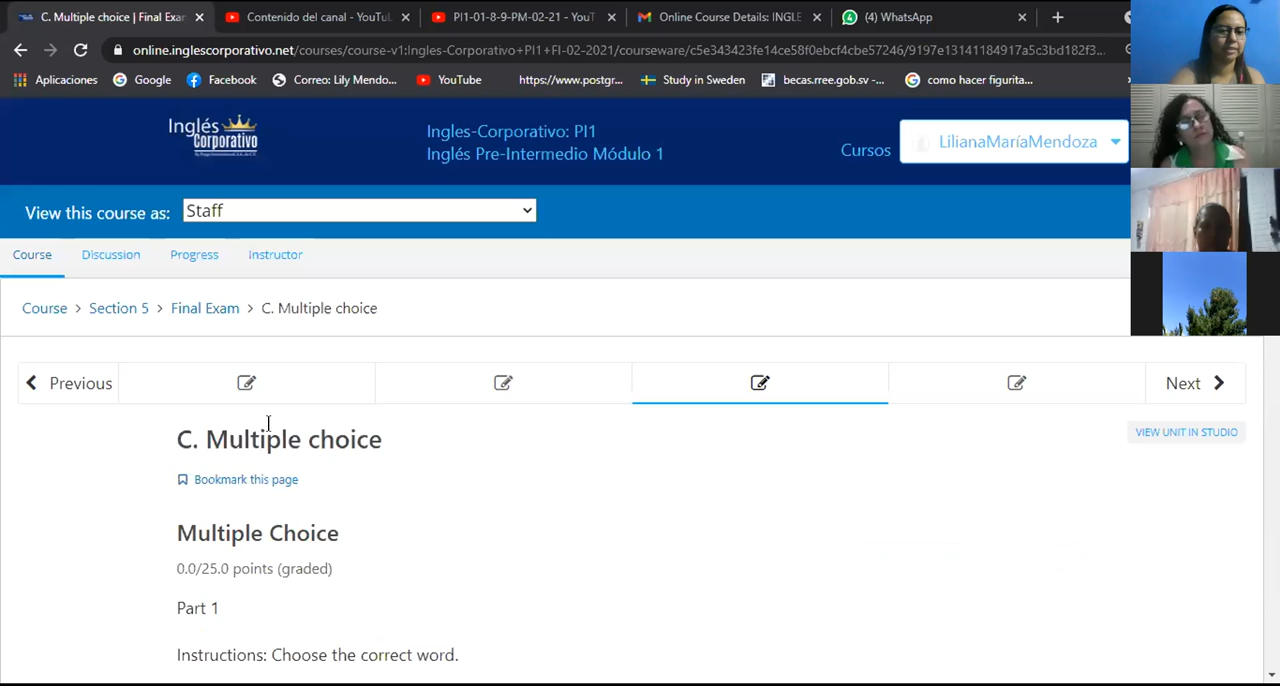 C. Multiple choice | Final Exar
Contenido del canal - YouTu
PI1-01-8-9-PM-02-21 - YouT
Online Course Details: INGLE
(4) WhatsApp
online.inglescorporativo.net/courses/course-v1:Ingles-Corporativo+PI1+FI-02-2021/courseware/c5e343423fe14ce58f0ebcf4cbe57246/9197e13141184917a5c3bd182f3...
Aplicaciones
Google
Facebook
Correo: Lily Mendo...
YouTube
https://www.postgr...
Study in Sweden
becas.rree.gob.sv -...
como hacer figurita...
Inglés
Corporativo
Ingles-Corporativo: PI1
Inglés Pre-Intermedio Módulo 1
Cursos
LilianaMaríaMendoza
View this course as:
Staff
Course
Discussion
Progress
Instructor
Course > Section 5 > Final Exam > C. Multiple choice
Previous
Next
C. Multiple choice
VIEW UNIT IN STUDIO
Bookmark this page
Multiple Choice
0.0/25.0 points (graded)
Part 1
Instructions: Choose the correct word.